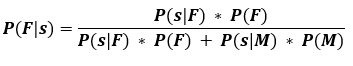 P(F|s) = P(s|F) * P(F) / P(s|F) * P(F) + P(s|M) * P(M)